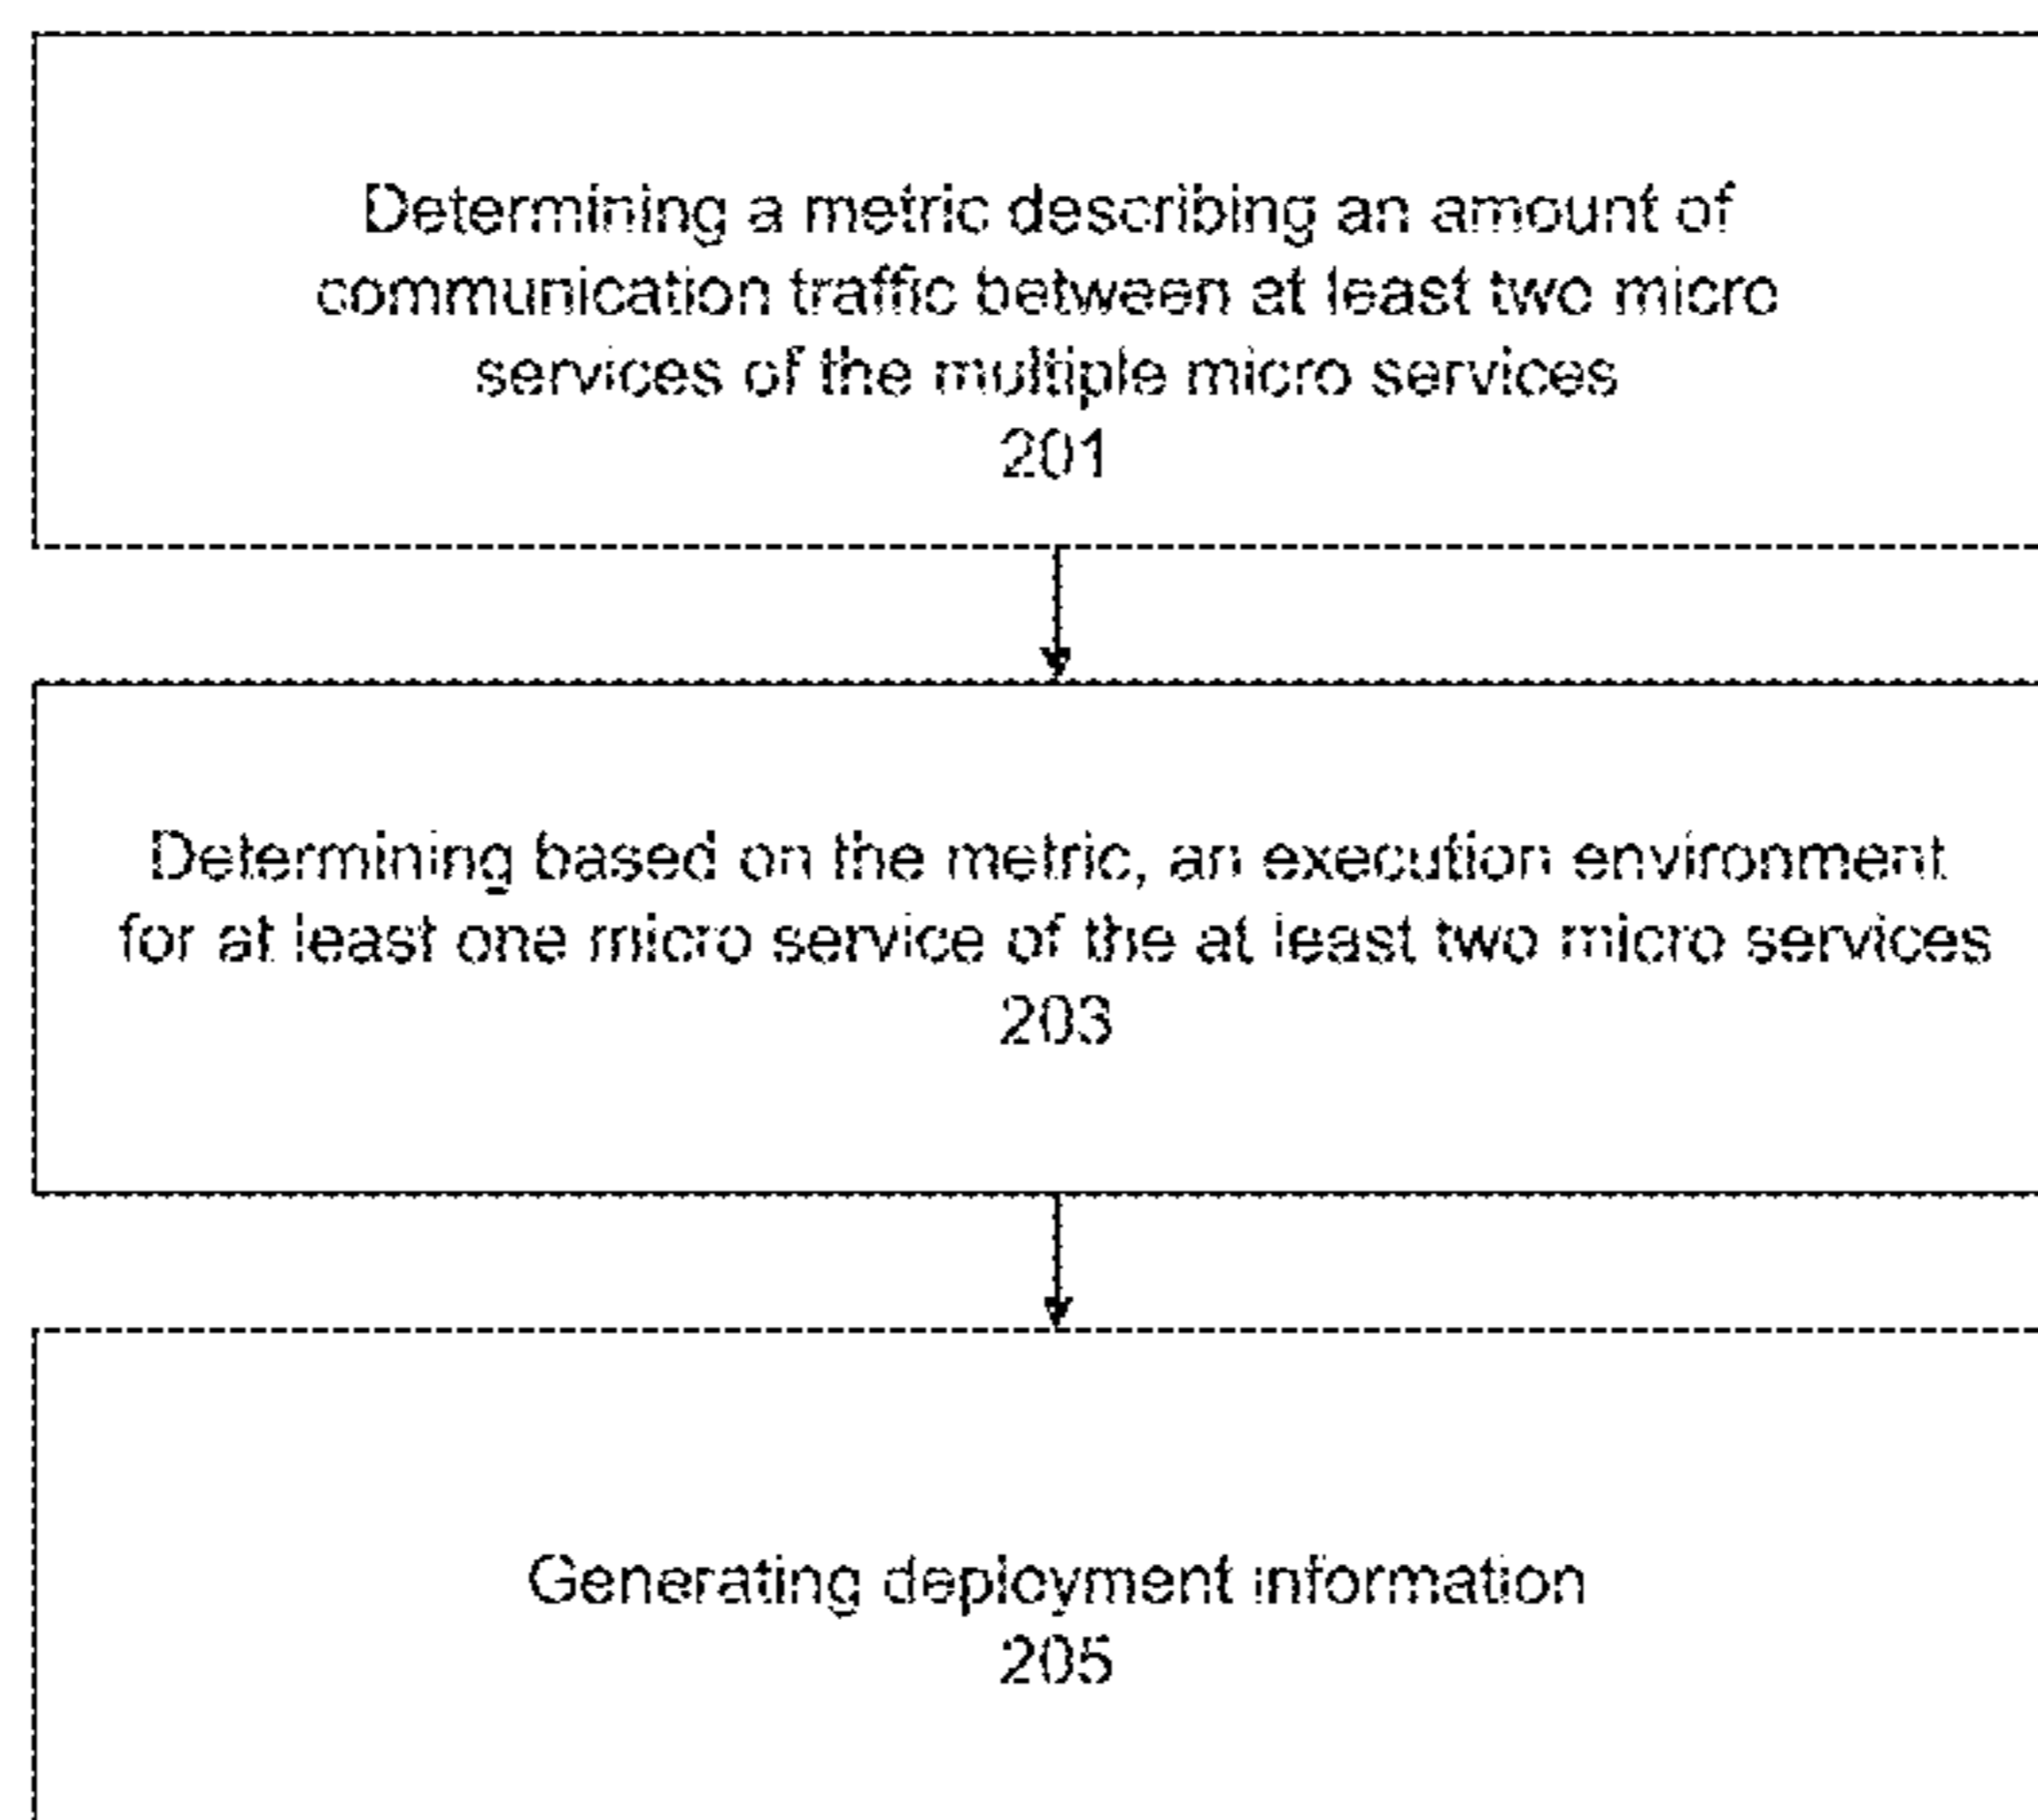 Determining a metric describing an amount of
communication traffic between at least two micro
services of the multiple micro services
201
Determining based on the metric, an execution environment
for at least one micro service of the at least two micro services
203
Generating deployment information
205